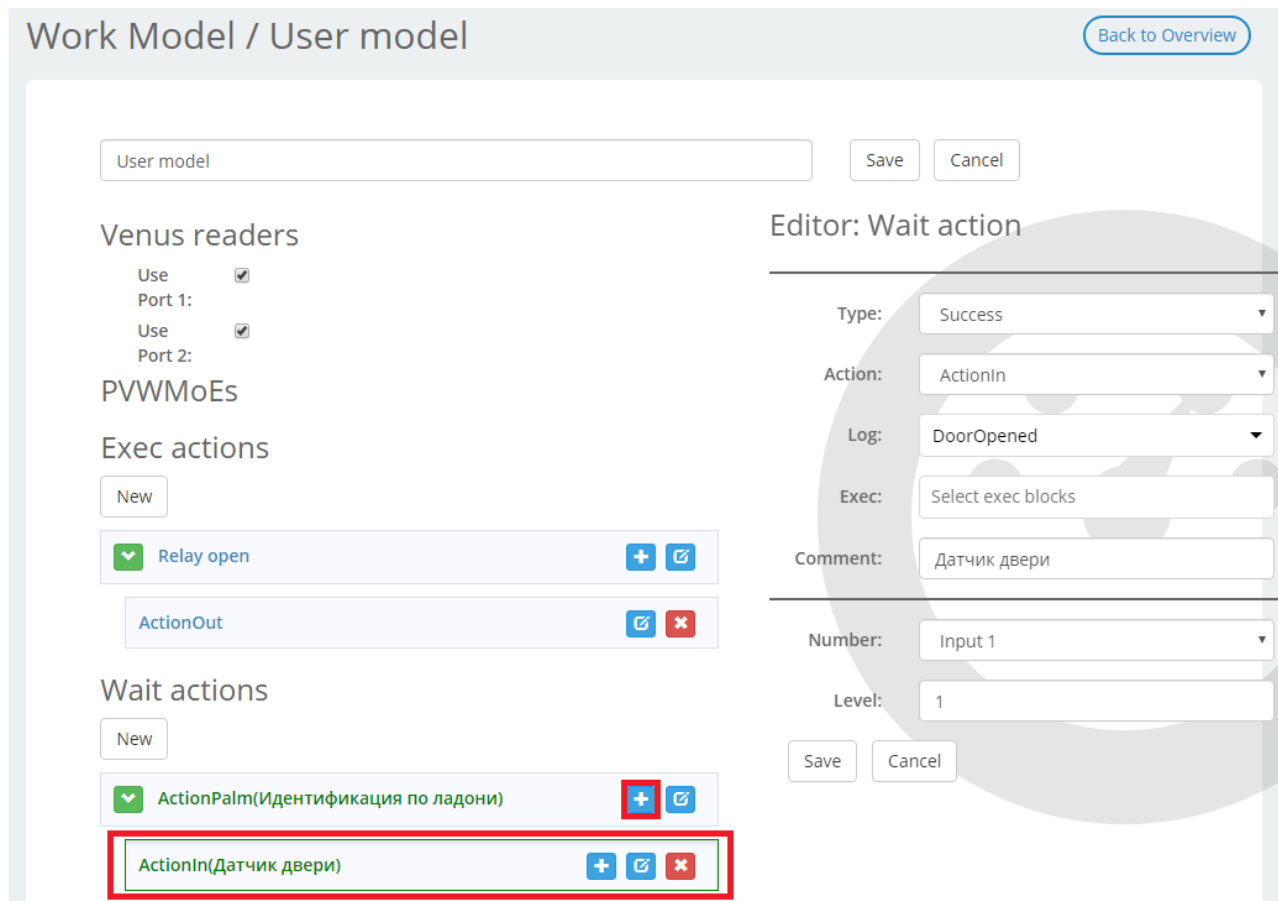 Work Model / User model
Back to Overview
User model
Save
Cancel
Venus readers
Use
Port 1:
Use
Port 2:
PVWMoEs
Exec actions
New
Relay open
ActionOut
Wait actions
New
ActionPalm(Идентификация по ладони)
ActionIn(Датчик двери)
Editor: Wait action
Type:
Success
Action:
ActionIn
Log:
DoorOpened
Exec:
Select exec blocks
Comment:
Датчик двери
Number:
Input 1
Level:
1
Save
Cancel